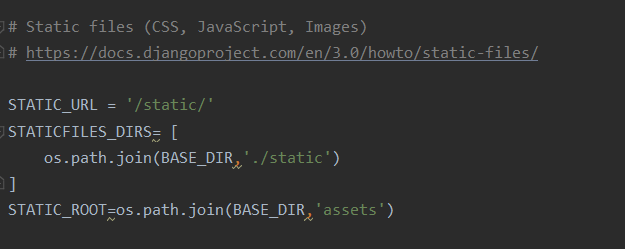 # Static files (CSS, JavaScript, Images)
# https://docs.djangoproject.com/en/3.0/howto/static-files/
STATIC_URL = '/static/'
STATICFILES_DIRS= [
    os.path.join(BASE_DIR,'./static')
]
STATIC_ROOT=os.path.join(BASE_DIR,'assets')